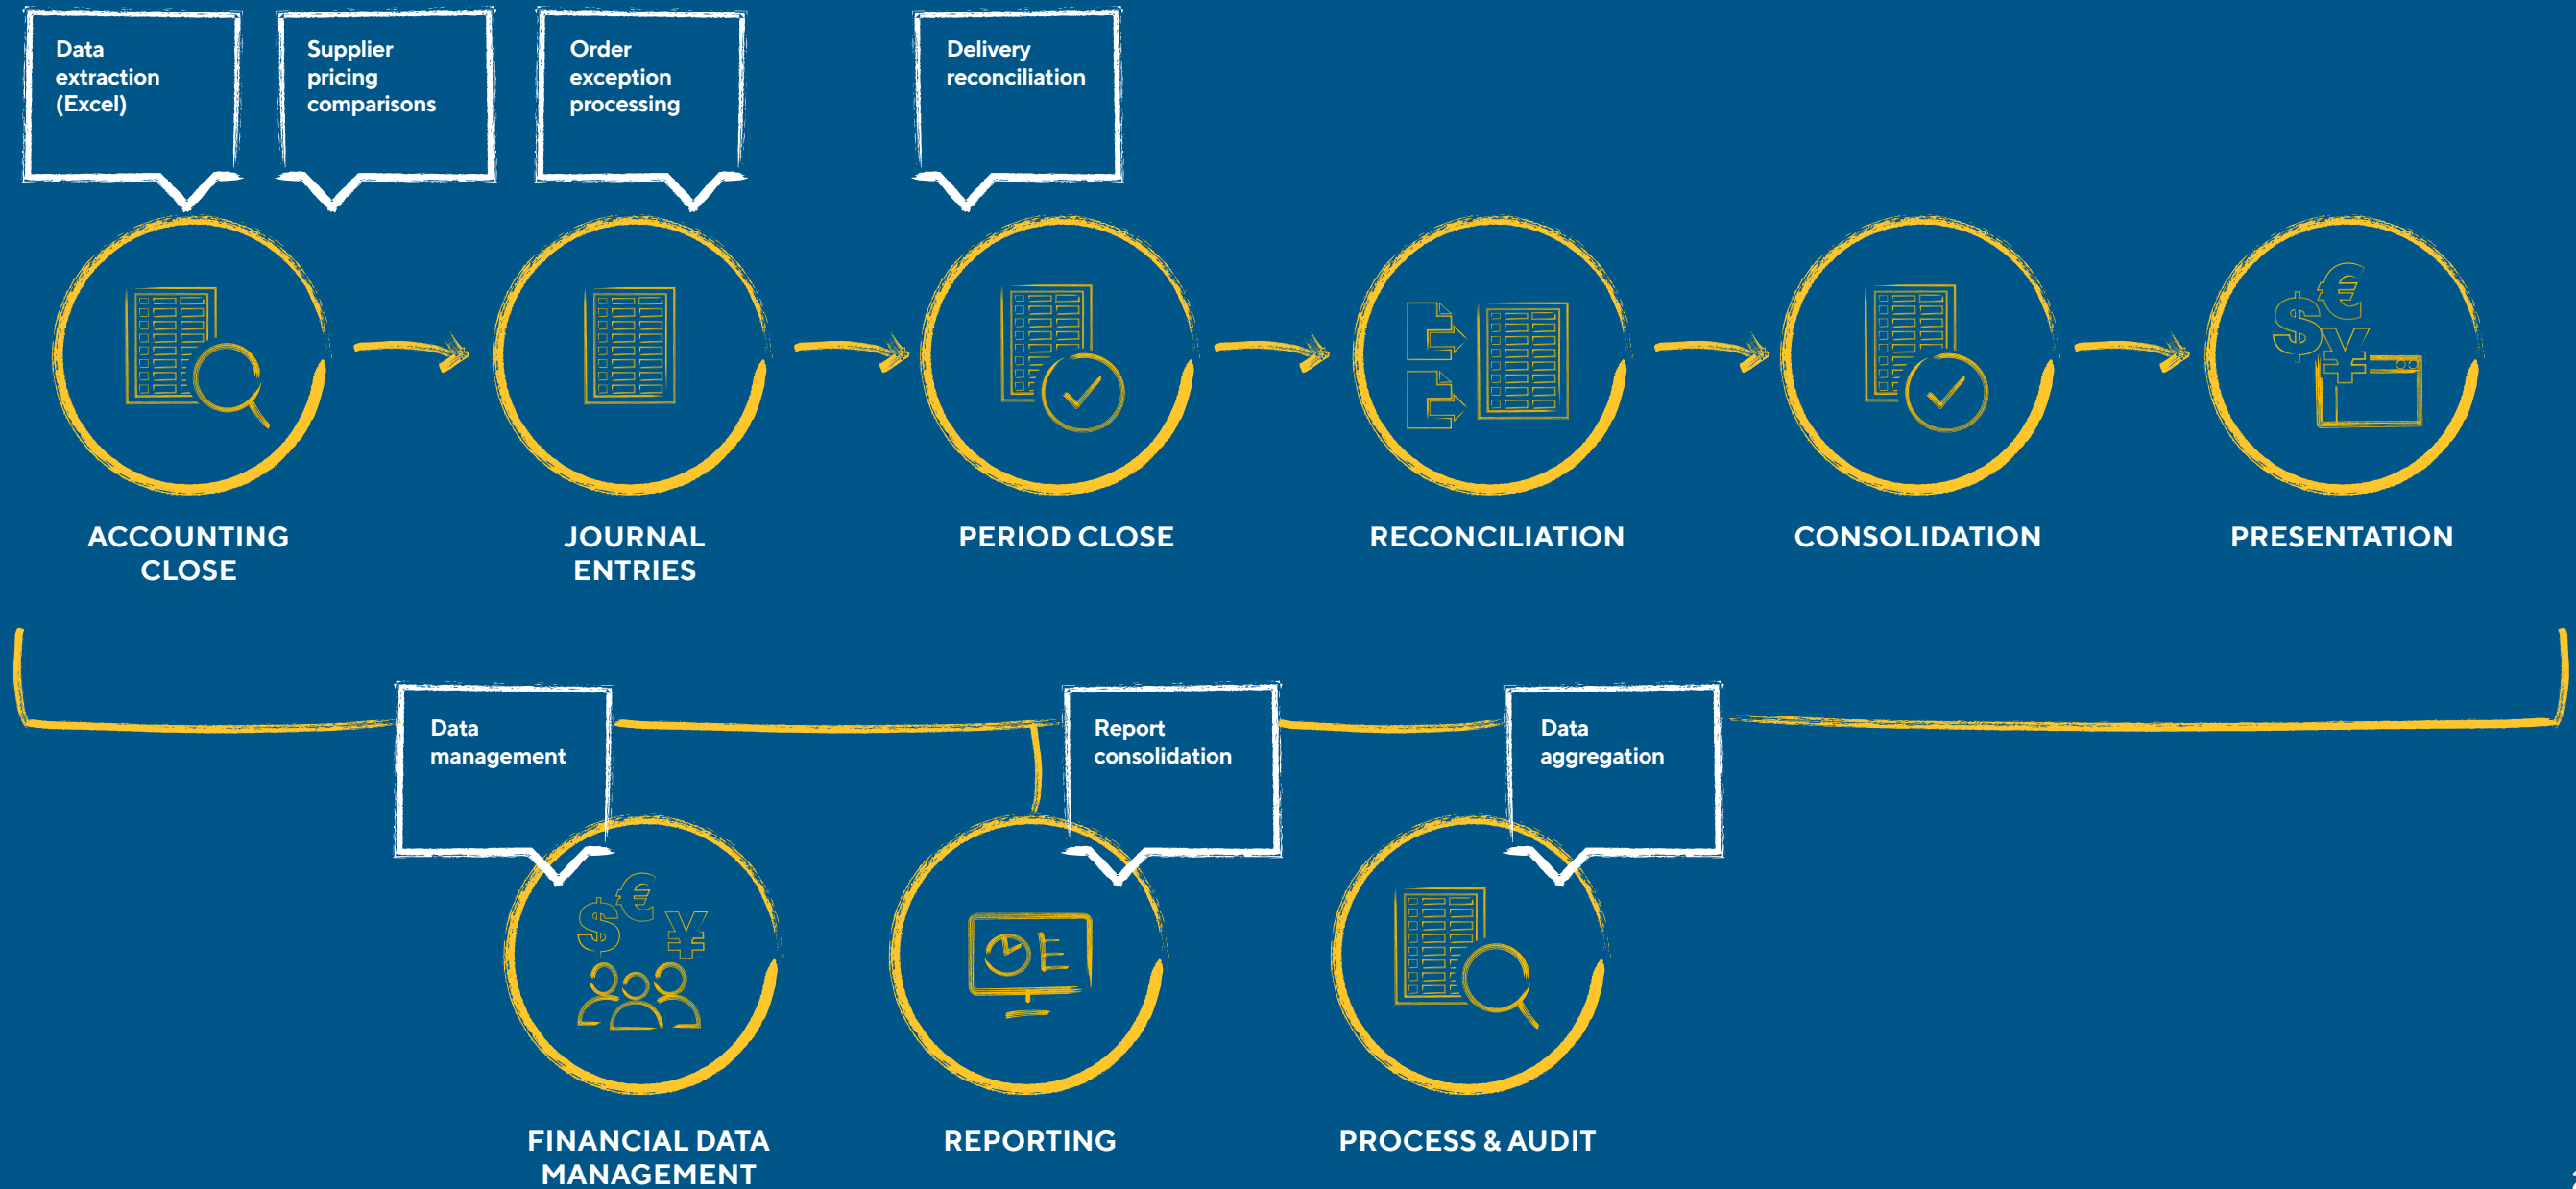 Data
extraction
(Excel)
Supplier
pricing
comparisons
Order
exception
processing
Delivery
reconciliation
ACCOUNTING
CLOSE
JOURNAL
ENTRIES
PERIOD CLOSE
RECONCILIATION
CONSOLIDATION
PRESENTATION
Data
management
Report
consolidation
Data
aggregation
FINANCIAL DATA
MANAGEMENT
REPORTING
PROCESS & AUDIT